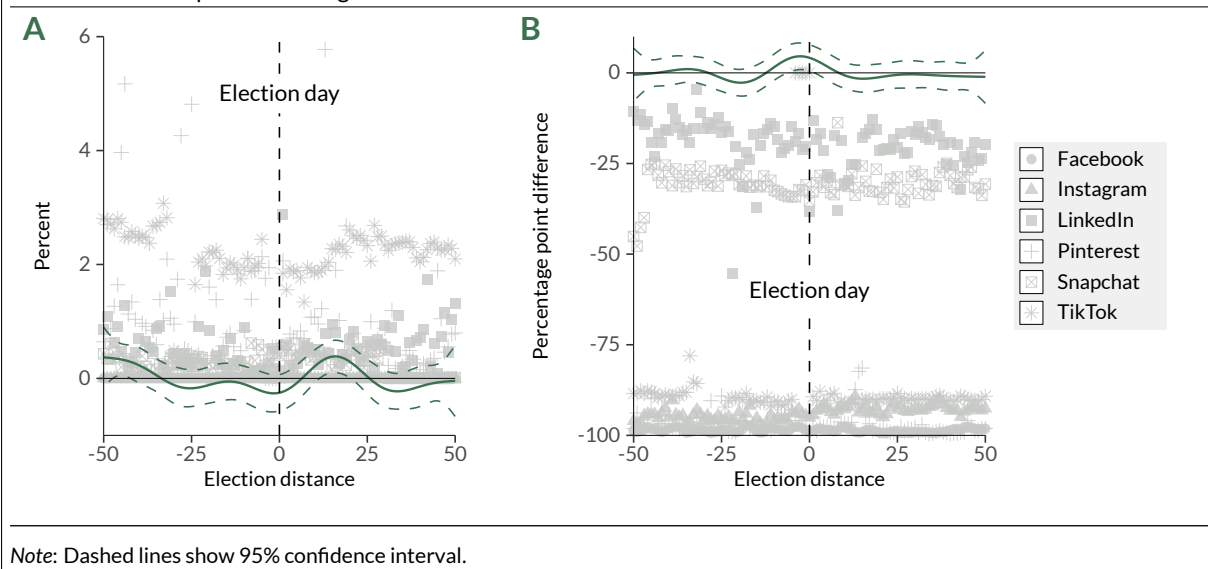 A
B
6
4
2
0
Percent
Election day
-50
-25
0
25
50
Election distance
0
-25
-50
-75
-100
Percentage point difference
Election day
-50
-25
0
25
50
Election distance
Facebook
Instagram
LinkedIn
Pinterest
Snapchat
TikTok
Note: Dashed lines show 95% confidence interval.